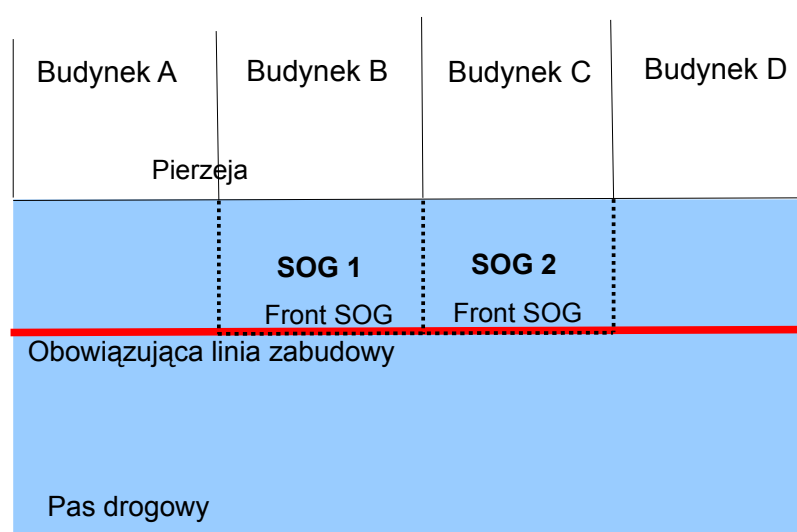 Budynek A
Budynek B
Budynek C
Budynek D
Pierzeja
SOG 1
SOG 2
Front SOG
Front SOG
Obowiązująca linia zabudowy
Pas drogowy